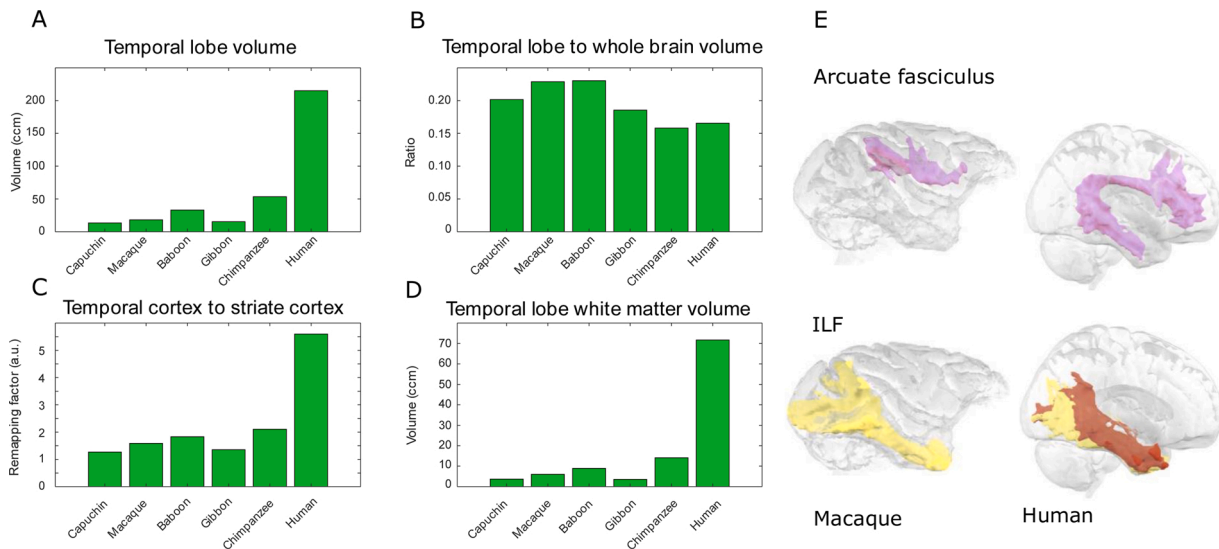 A
Temporal lobe volume
Volume (ccm)
200
150
100
50
0
Capuchin
Macaque
Baboon
Gibbon
Chimpanzee
Human
B
Temporal lobe to whole brain volume
Ratio
0.20
0.15
0.10
0.05
0
Capuchin
Macaque
Baboon
Gibbon
Chimpanzee
Human
C
Temporal cortex to striate cortex
Remapping factor (a.u.)
5
4
3
2
1
0
Capuchin
Macaque
Baboon
Gibbon
Chimpanzee
Human
D
Temporal lobe white matter volume
Volume (ccm)
70
60
50
40
30
20
10
0
Capuchin
Macaque
Baboon
Gibbon
Chimpanzee
Human
E
Arcuate fasciculus
ILF
Macaque
Human